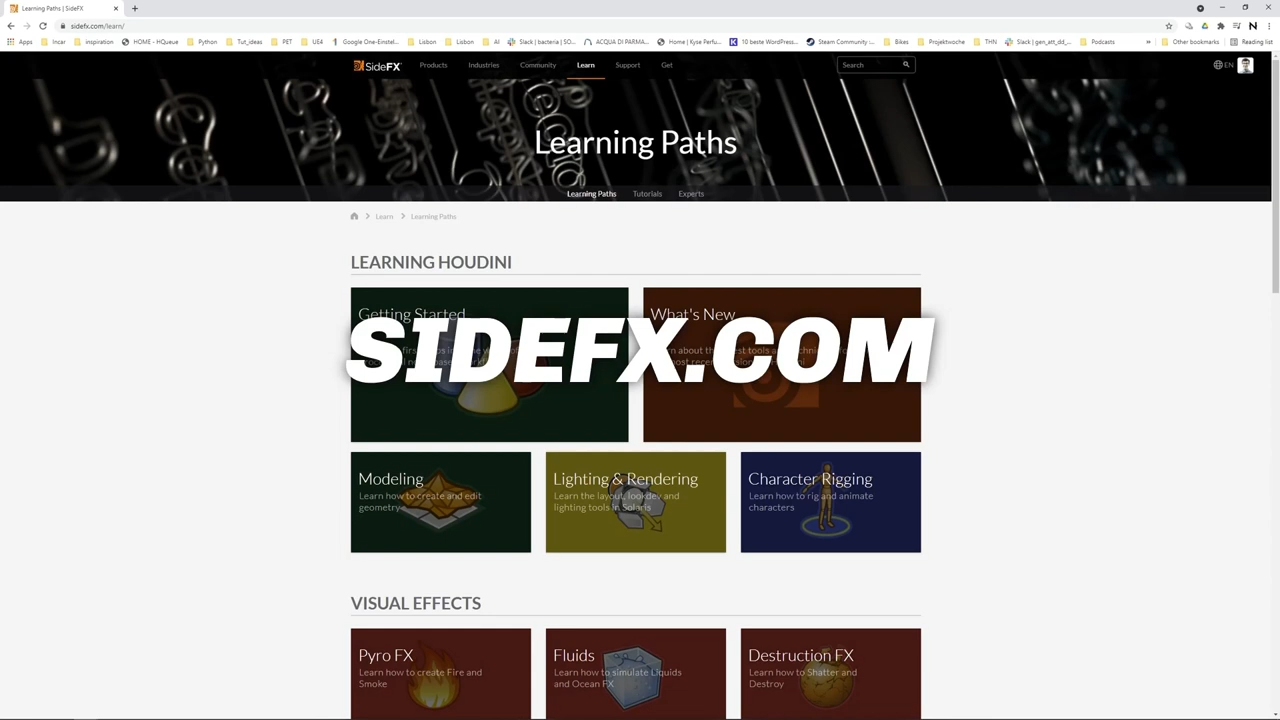 Learning Paths | SideFX
sidefx.com/learn/
Apps
Incar
inspiration
HOME - HQueue
Python
Tut_ideas
PET
UE4
Google One-Einstel...
Lisbon
Lisbon
AI
Slack | bacteria | SO...
ACQUA DI PARMA...
Home | Kyse Perfu...
10 beste WordPress...
Steam Community :...
Bikes
Projektwoche
THN
Slack | gen_att_dd_...
Podcasts
Other bookmarks
Reading list
SideFX
Products
Industries
Community
Learn
Support
Get
Search
EN
Learning Paths
Learning Paths
Tutorials
Experts
Learn
Learning Paths
LEARNING HOUDINI
Getting Started
What's New
SIDEFX.COM
Modeling
Learn how to create and edit
geometry
Lighting & Rendering
Learn the layout, lookdev and
lighting tools in Solaris
Character Rigging
Learn how to rig and animate
characters
VISUAL EFFECTS
Pyro FX
Learn how to create Fire and
Smoke
Fluids
Learn how to simulate Liquids
and Ocean FX
Destruction FX
Learn how to Shatter and
Destroy